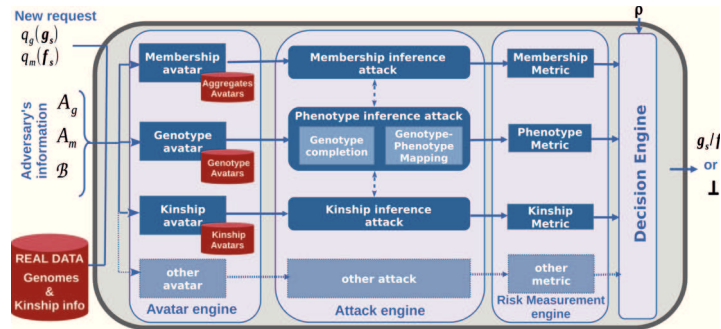 New request
q_g(g_s)
q_m(f_s)
Adversary's
information
A_g
A_m
ℬ
REAL DATA
Genomes
&
Kinship info
Membership
avatar
Aggregates
Avatars
Genotype
avatar
Genotype
Avatars
Kinship
avatar
Kinship
Avatars
other
avatar
Avatar engine
Membership inference
attack
Phenotype inference attack
Genotype
completion
Genotype-
Phenotype
Mapping
Kinship inference
attack
other attack
Attack engine
Membership
Metric
Phenotype
Metric
Kinship
Metric
other
metric
Risk Measurement
engine
ρ
Decision Engine
g_s/f
or
⊥